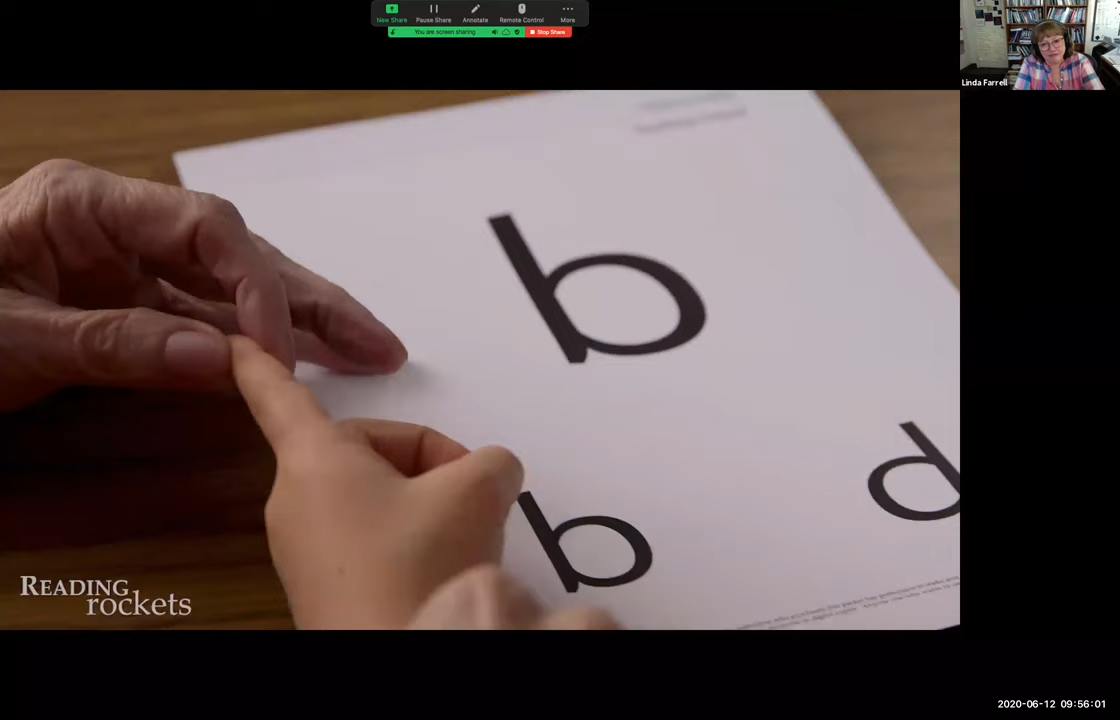 New Share Pause Share Annotate Remote Control More
You are screen sharing Stop Share
Linda Farrell
b
b d
READING
rockets
2020-06-12 09:56:01